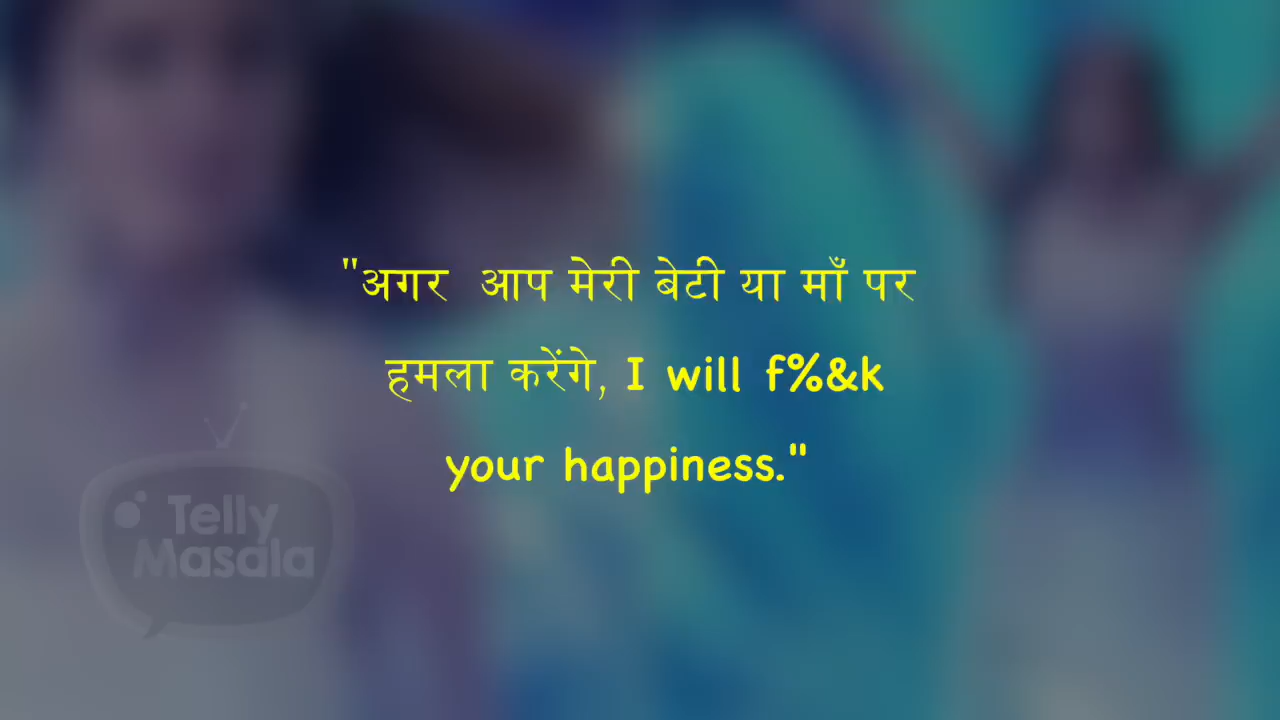 "अगर आप मेरी बेटी या माँ पर
हमला करेंगे, I will f%&k
your happiness."
Telly
Masala